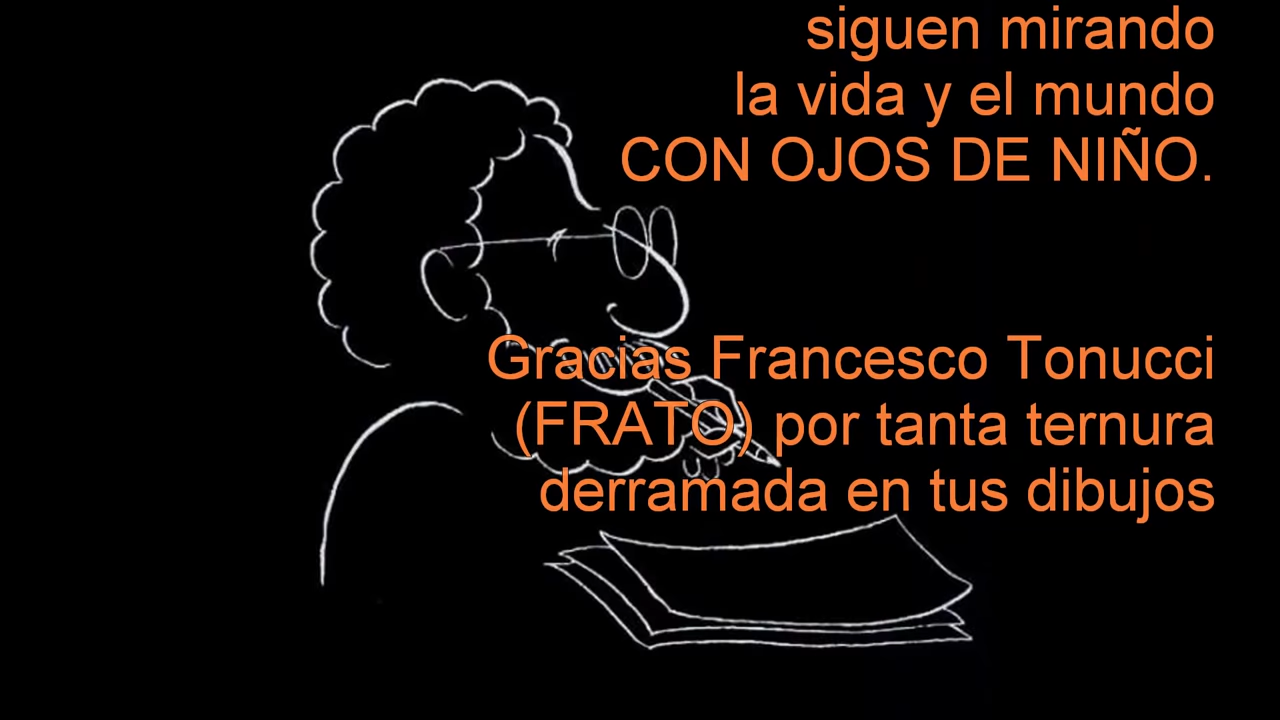 siguen mirando
la vida y el mundo
CON OJOS DE NIÑO.
Gracias Francesco Tonucci
(FRATO) por tanta ternura
derramada en tus dibujos